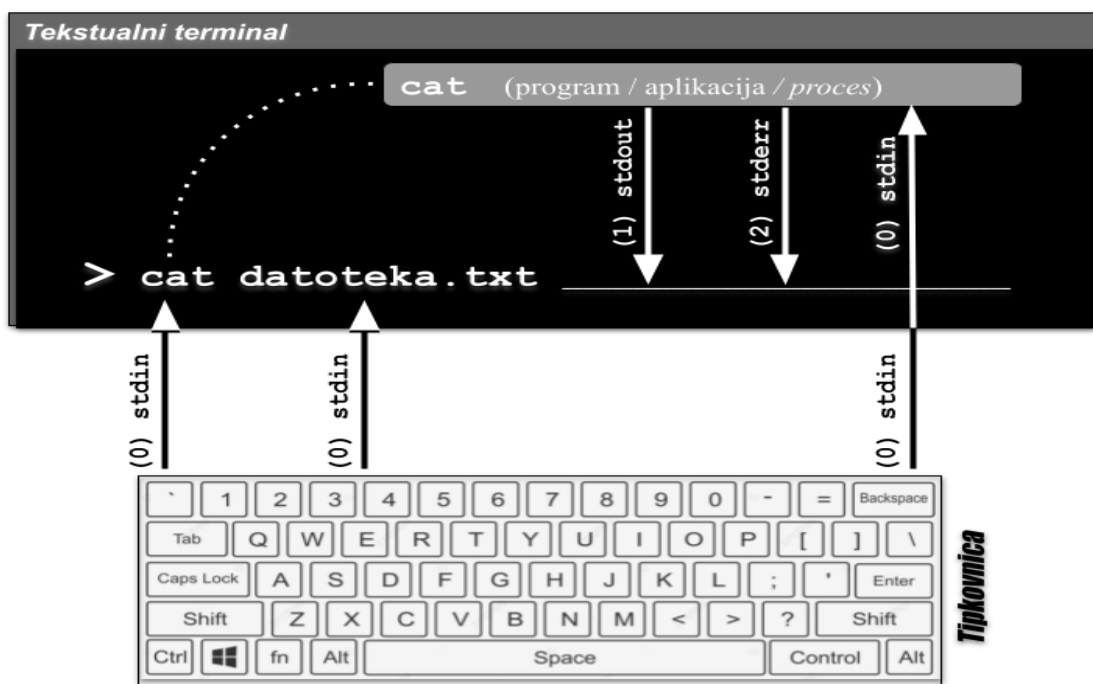 Tekstualni terminal
cat (program / aplikacija / proces)
(1) stdout
(2) stderr
(0) stdin
> cat datoteka.txt
(0) stdin
(0) stdin
(0) stdin
` 1 2 3 4 5 6 7 8 9 0 - = Backspace
Tab Q W E R T Y U I O P [ ] \
Caps Lock A S D F G H J K L ; ' Enter
Shift Z X C V B N M < > ? Shift
Ctrl fn Alt Space Control Alt
Tipkovnica